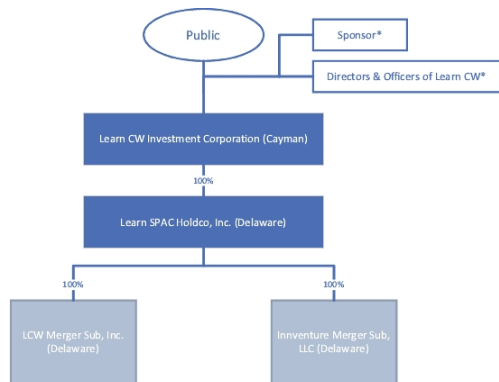 Public
Sponsor*
Directors & Officers of Learn CW*
Learn CW Investment Corporation (Cayman)
100%
Learn SPAC Holdco, Inc. (Delaware)
100%
100%
LCW Merger Sub, Inc.
(Delaware)
Innventure Merger Sub,
LLC (Delaware)